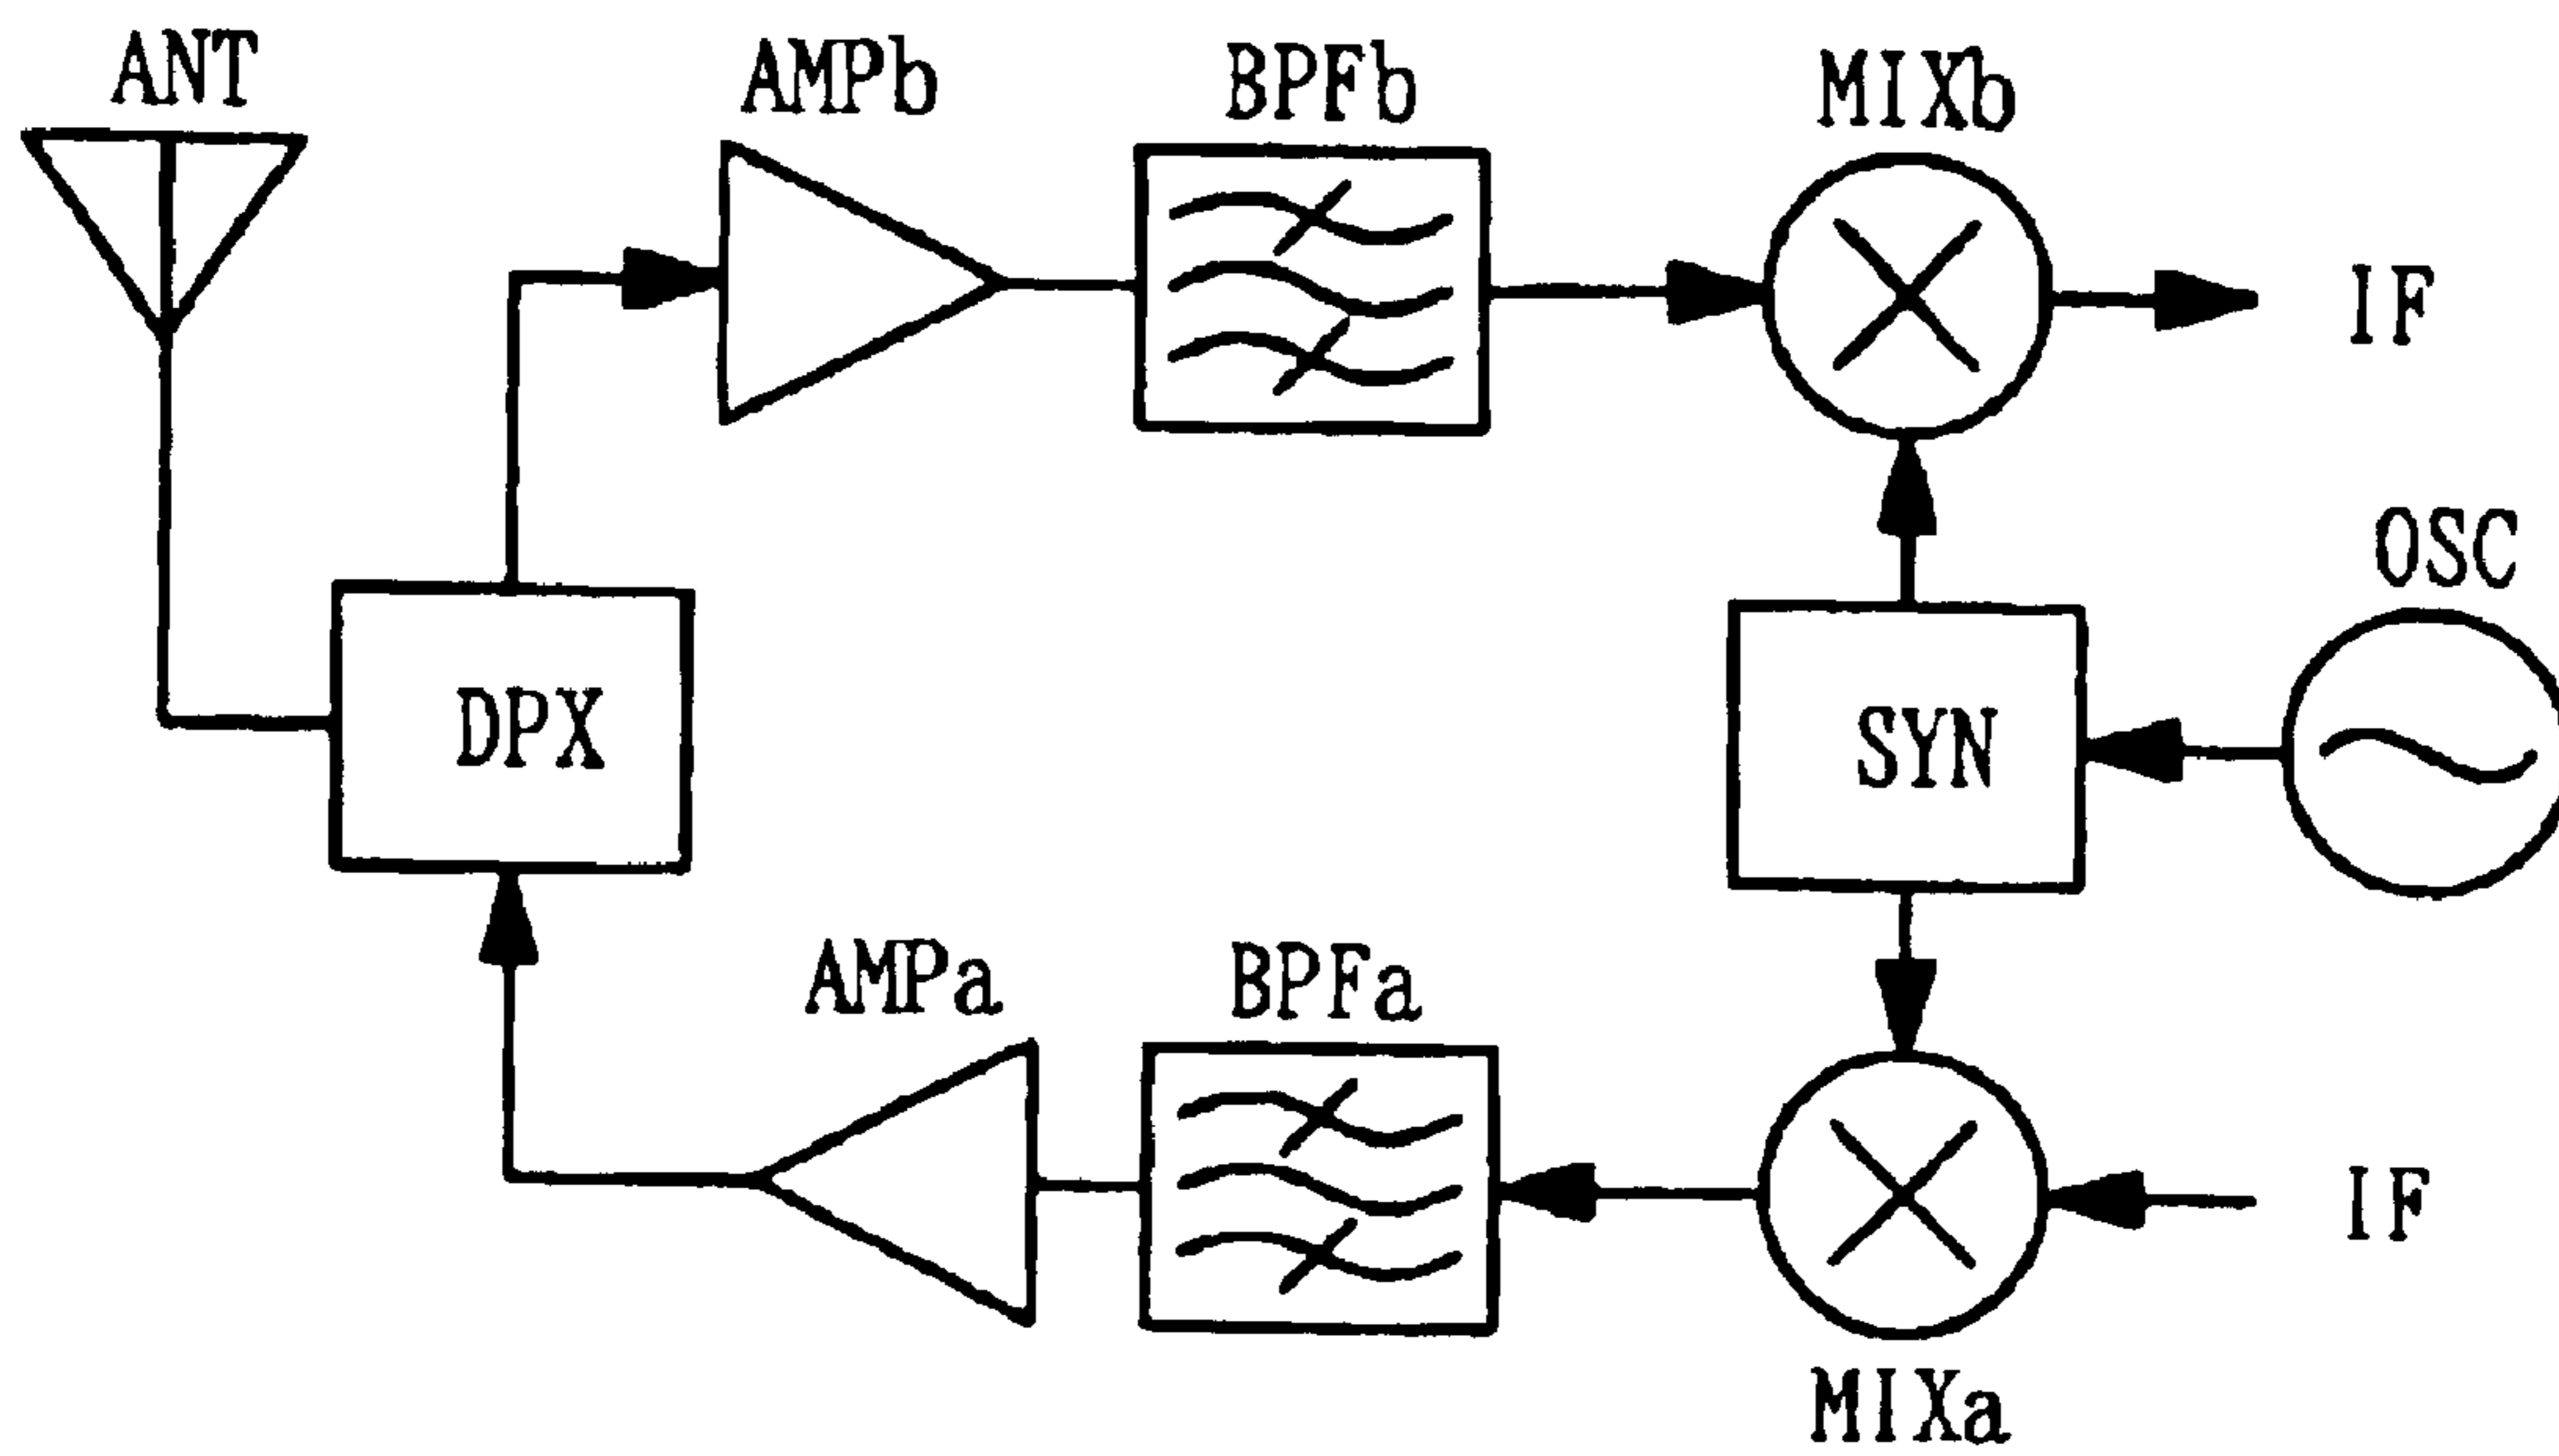 ANT
AMPb
BPFb
MIXb
IF
OSC
DPX
SYN
AMPa
BPFa
IF
MIXa